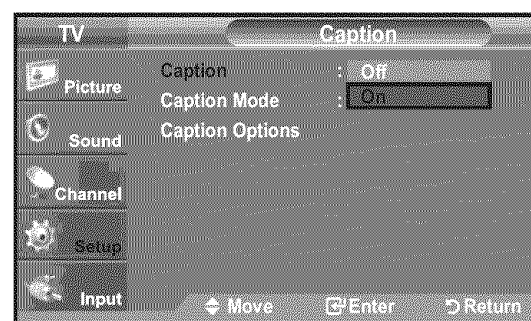 TV Caption
Picture
Sound
Channel
Setup
Input
Caption : Off
On
Caption Mode :
Caption Options
Move Enter Return